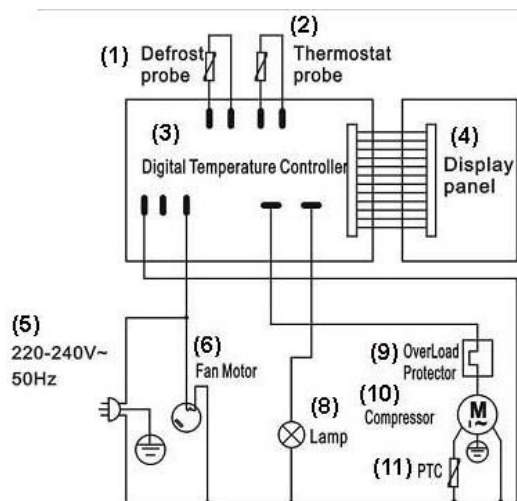 (1) Defrost
probe
(2)
Thermostat
probe
(3)
Digital Temperature Controller
(4)
Display
panel
(5)
220-240V~
50Hz
(6)
Fan Motor
(8)
Lamp
(9) OverLoad
Protector
(10)
Compressor
M
1~
(11) PTC